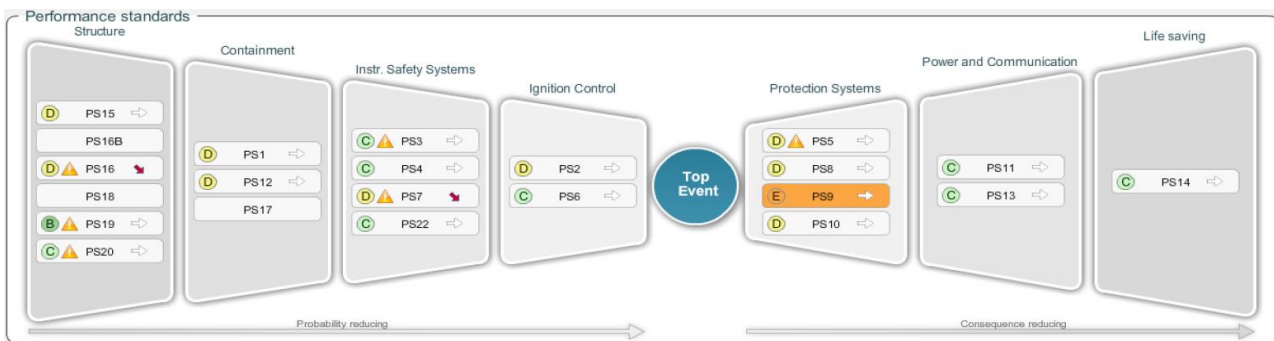 Performance standards
Structure
D PS15
PS16B
D PS16
PS18
B PS19
C PS20
Containment
D PS1
D PS12
PS17
Instr. Safety Systems
C PS3
C PS4
D PS7
C PS22
Ignition Control
D PS2
C PS6
Top
Event
Protection Systems
D PS5
D PS8
E PS9
D PS10
Power and Communication
C PS11
C PS13
Life saving
C PS14
Probability reducing
Consequence reducing